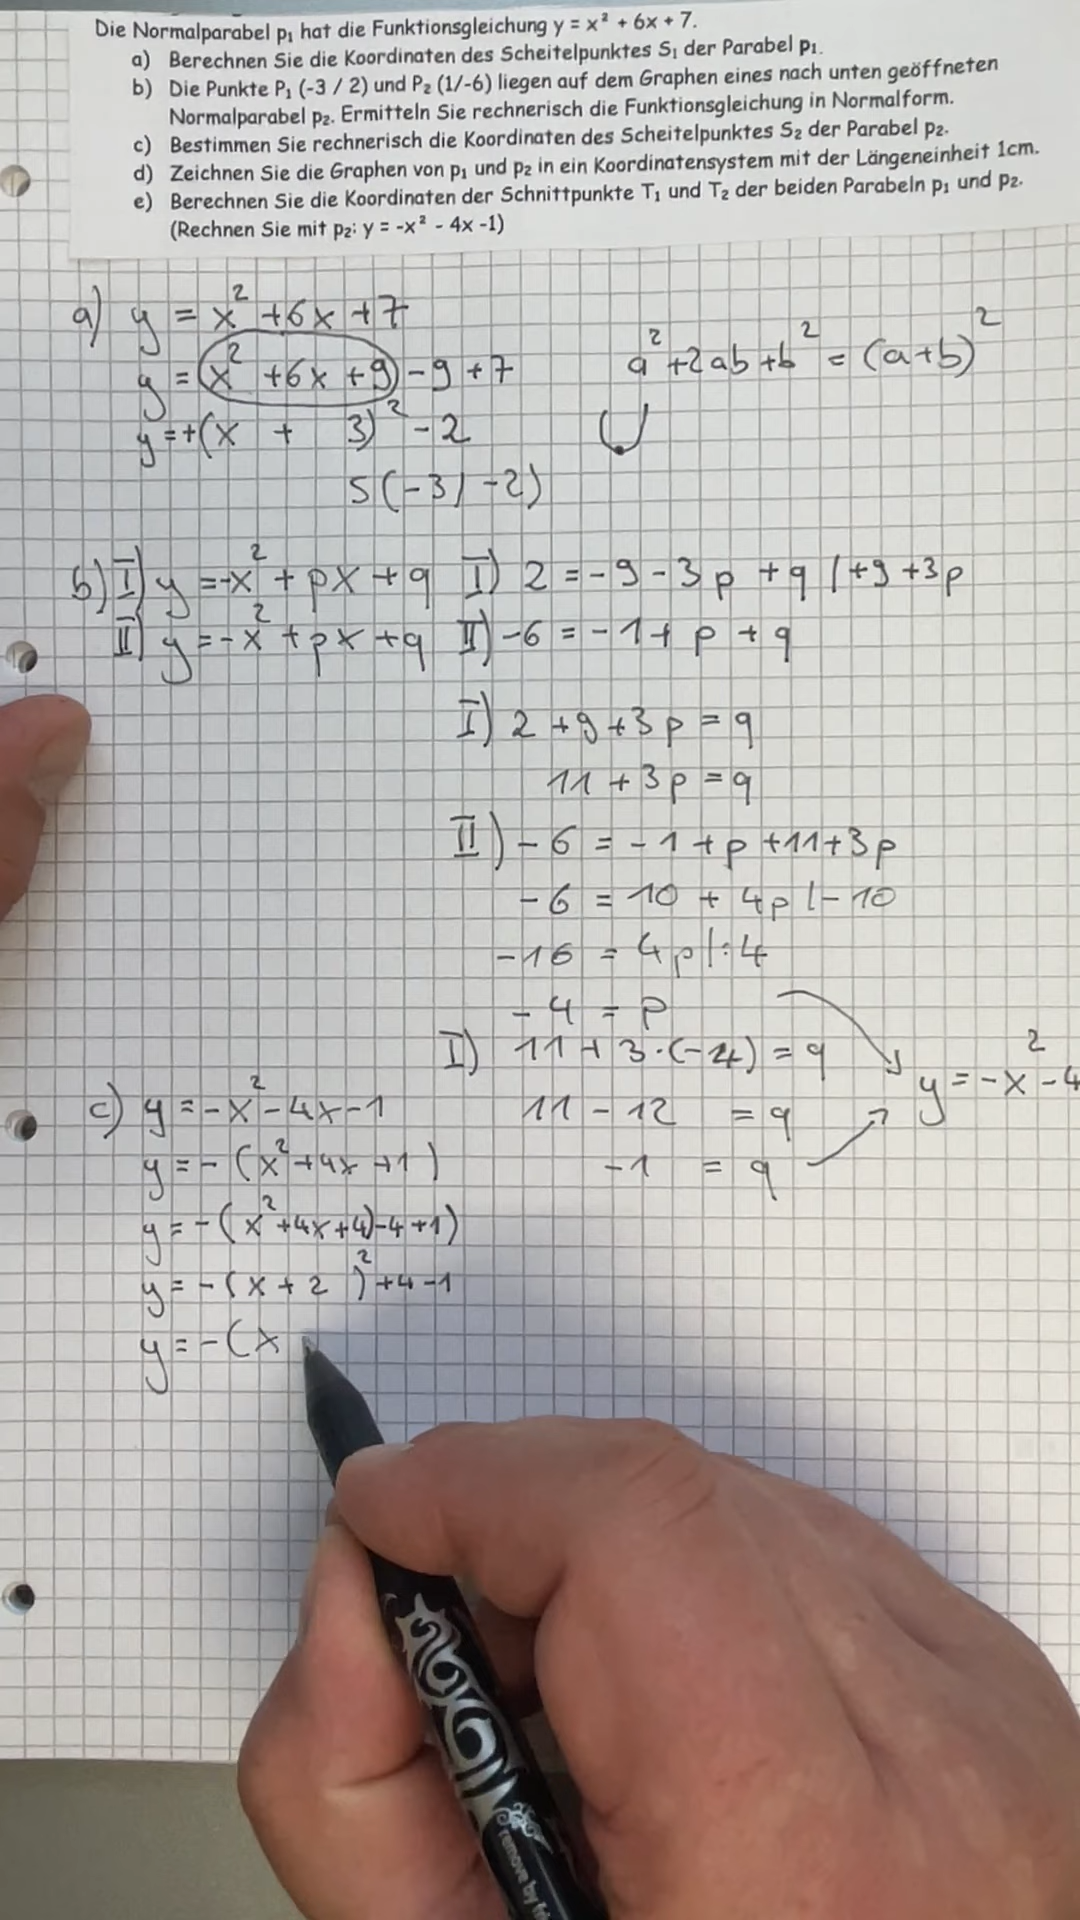 Die Normalparabel p₁ hat die Funktionsgleichung y = x² + 6x + 7.
a) Berechnen Sie die Koordinaten des Scheitelpunktes S₁ der Parabel p₁.
b) Die Punkte P₁ (-3 / 2) und P₂ (1/-6) liegen auf dem Graphen eines nach unten geöffneten
Normalparabel p₂. Ermitteln Sie rechnerisch die Funktionsgleichung in Normalform.
c) Bestimmen Sie rechnerisch die Koordinaten des Scheitelpunktes S₂ der Parabel p₂.
d) Zeichnen Sie die Graphen von p₁ und p₂ in ein Koordinatensystem mit der Längeneinheit 1cm.
e) Berechnen Sie die Koordinaten der Schnittpunkte T₁ und T₂ der beiden Parabeln p₁ und p₂.
(Rechnen Sie mit p₂: y = -x² - 4x -1)
a) y = x² +6x +7
y = x² +6x +9 -9 +7
a² +2ab +b² = (a+b)²
y=+(x + 3)² -2
S(-3/-2)
b) I) y =-x² + px +q
I) 2 = -9 -3p +q |+9 +3p
II) y = -x² +px +q
II) -6 = -1 + p + q
I) 2 +9 +3p = q
11 +3p = q
II) -6 = -1 +p +11+3p
-6 = 10 + 4p |-10
-16 = 4p |:4
-4 = p
I) 11 + 3·(-4) = q
y = -x² -4
c) y = -x² -4x -1
11 - 12 = q
y = - (x² +4x +1)
-1 = q
y = -(x² +4x +4)-4 +1)
y = -(x + 2 )² +4 -1
y = -(x
remove by fri